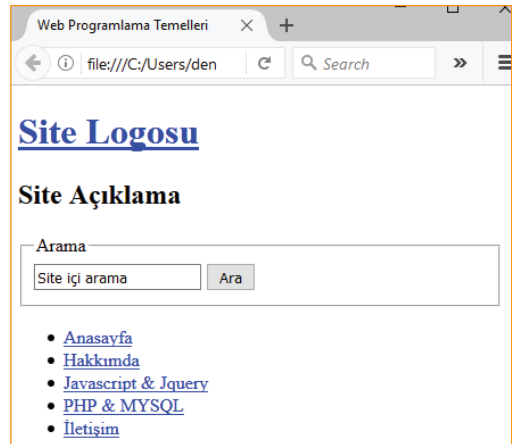 Web Programlama Temelleri
file:///C:/Users/den
Search
Site Logosu
Site Açıklama
Arama
Site içi arama Ara
Anasayfa
Hakkımda
Javascript & Jquery
PHP & MYSQL
İletişim